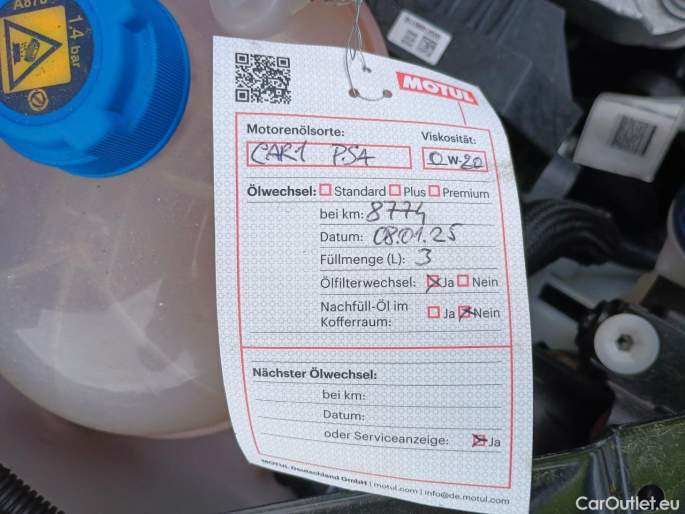 1.4 bar
MOTUL
Motorenölsorte:
Viskosität:
CAR1 PSA
0W-20
Ölwechsel: Standard Plus Premium
bei km: 8774
Datum: 08.01.25
Füllmenge (L): 3
Ölfilterwechsel: Ja Nein
Nachfüll-Öl im
Kofferraum: Ja Nein
Nächster Ölwechsel:
bei km:
Datum:
oder Serviceanzeige: Ja
MOTUL Deutschland GmbH | motul.com | info@de.motul.com
CarOutlet.eu